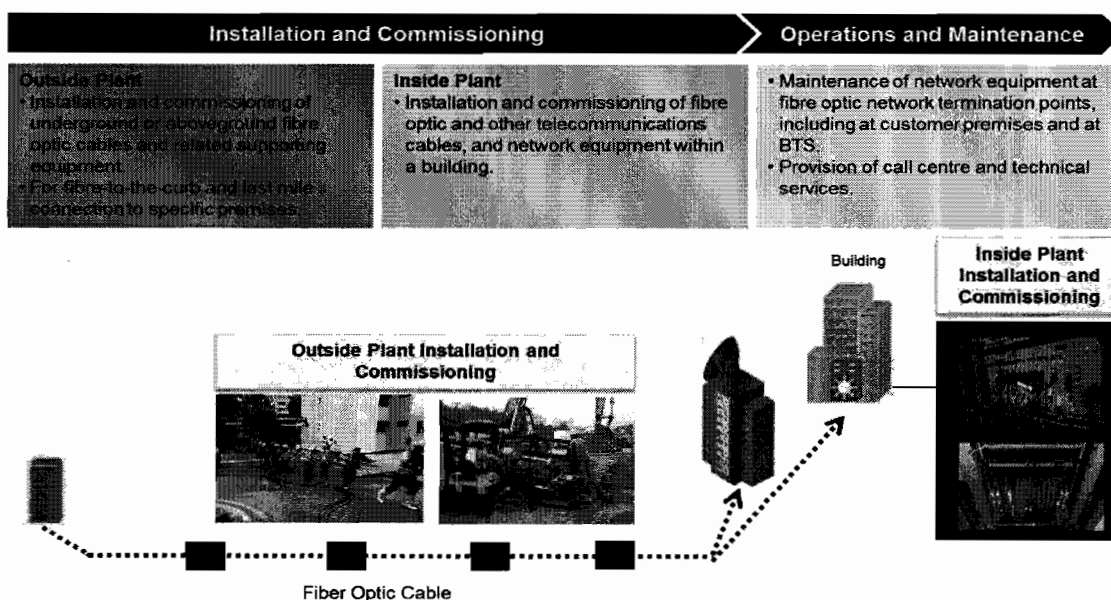 Installation and Commissioning
Operations and Maintenance
Outside Plant
• Installation and commissioning of
underground or aboveground fibre
optic cables and related supporting
equipment.
• For fibre-to-the-curb and last mile
connection to specific premises.
Inside Plant
• Installation and commissioning of fibre
optic and other telecommunications
cables, and network equipment within
a building.
• Maintenance of network equipment at
fibre optic network termination points,
including at customer premises and at
BTS.
• Provision of call centre and technical
services.
Building
Inside Plant
Installation and
Commissioning
Outside Plant Installation and
Commissioning
Fiber Optic Cable